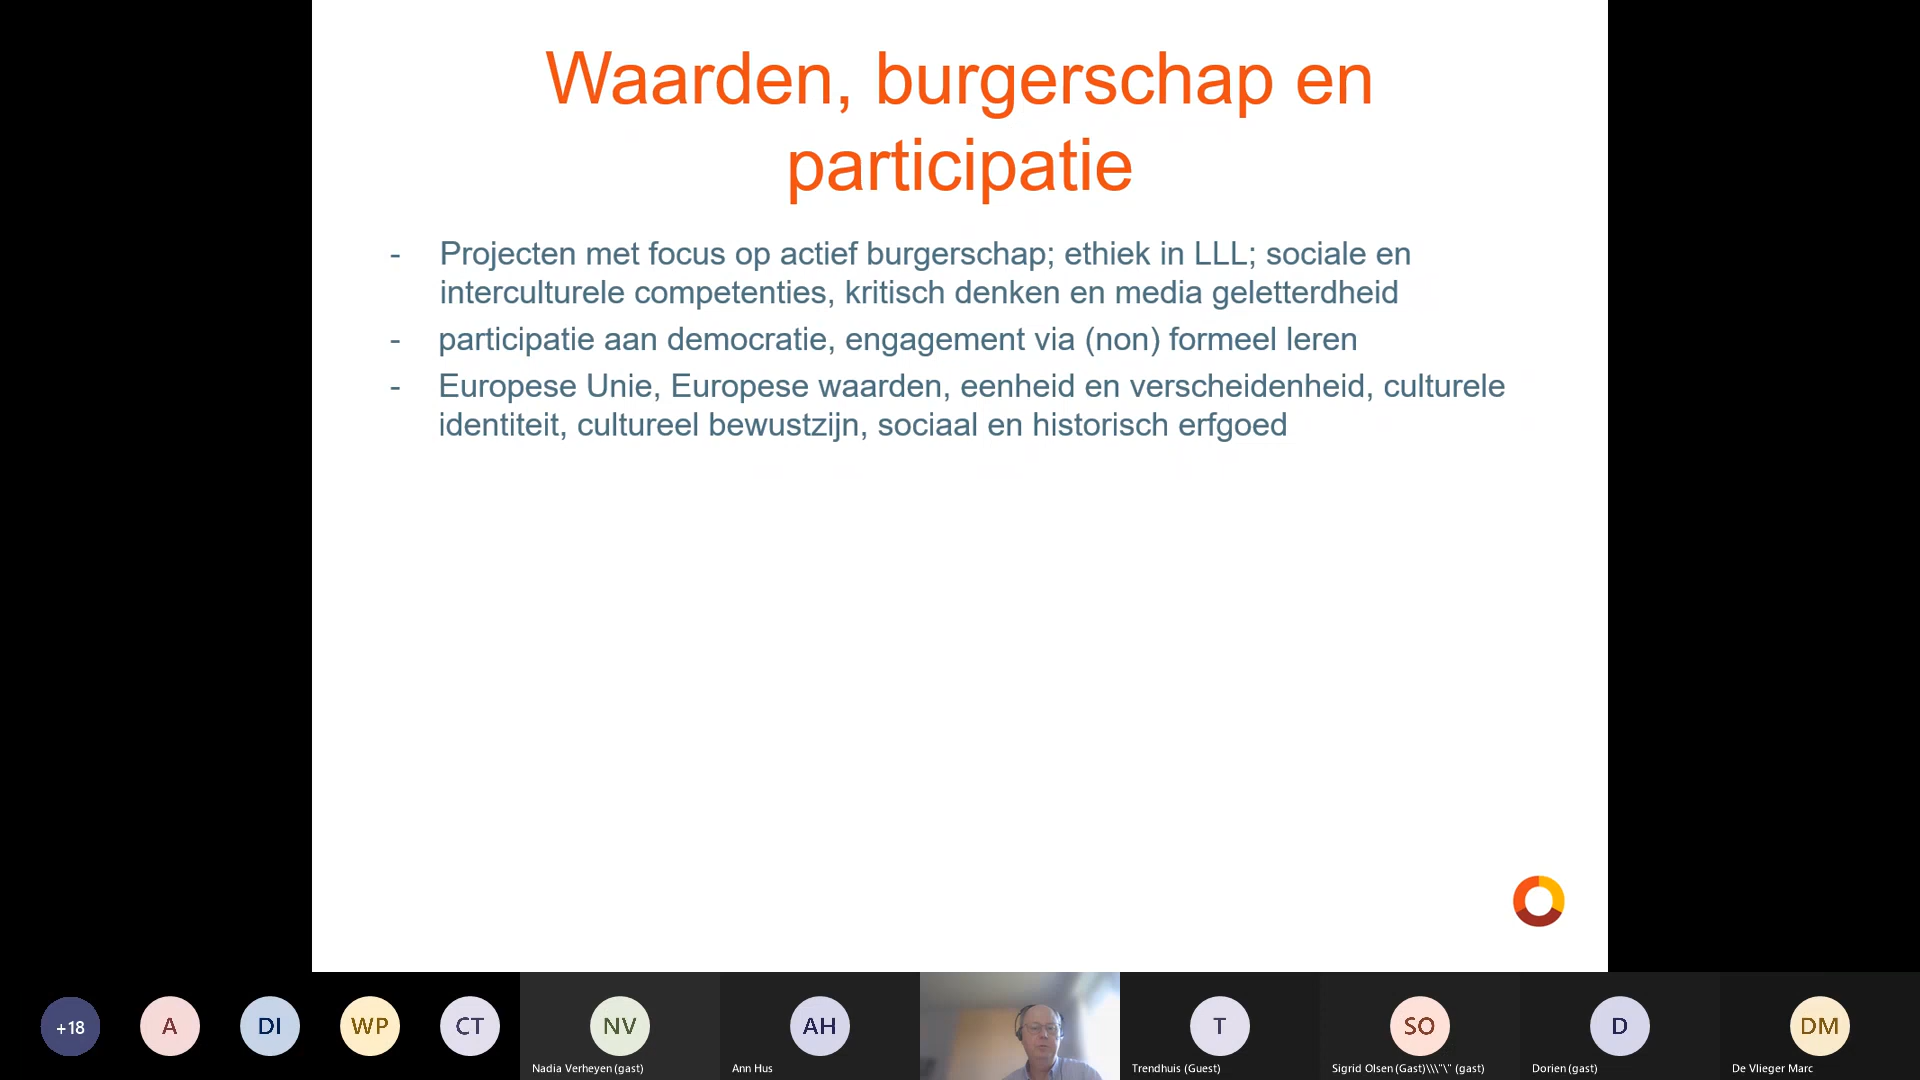 Waarden, burgerschap en
participatie
- Projecten met focus op actief burgerschap; ethiek in LLL; sociale en
interculturele competenties, kritisch denken en media geletterdheid
- participatie aan democratie, engagement via (non) formeel leren
- Europese Unie, Europese waarden, eenheid en verscheidenheid, culturele
identiteit, cultureel bewustzijn, sociaal en historisch erfgoed
+18
A
DI
WP
CT
NV
AH
T
SO
D
DM
Nadia Verheyen (gast)
Ann Hus
Trendhuis (Guest)
Sigrid Olsen (Gast)\\\"\" (gast)
Dorien (gast)
De Vlieger Marc